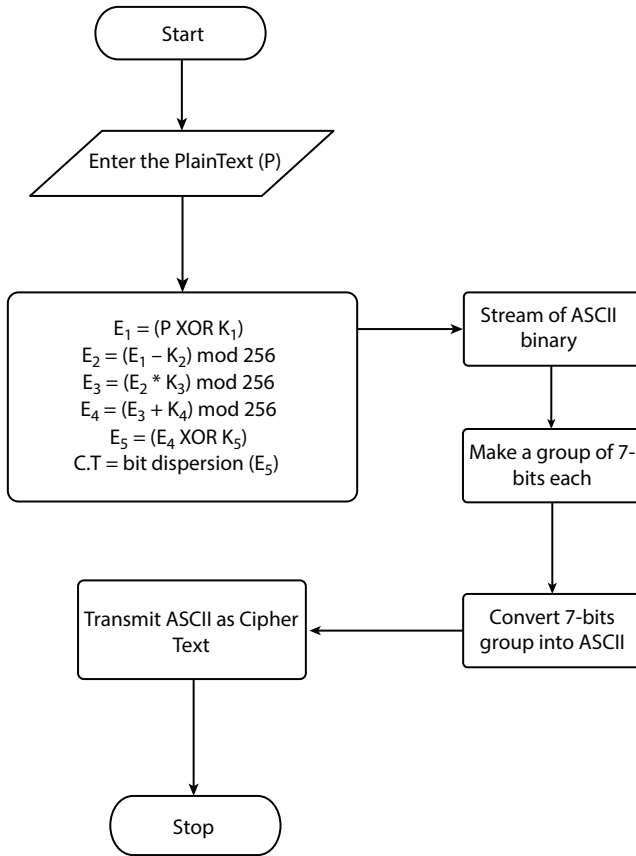 Start
Enter the PlainText (P)
E₁ = (P XOR K₁)
E₂ = (E₁ – K₂) mod 256
E₃ = (E₂ * K₃) mod 256
E₄ = (E₃ + K₄) mod 256
E₅ = (E₄ XOR K₅)
C.T = bit dispersion (E₅)
Stream of ASCII
binary
Make a group of 7-
bits each
Convert 7-bits
group into ASCII
Transmit ASCII as Cipher
Text
Stop